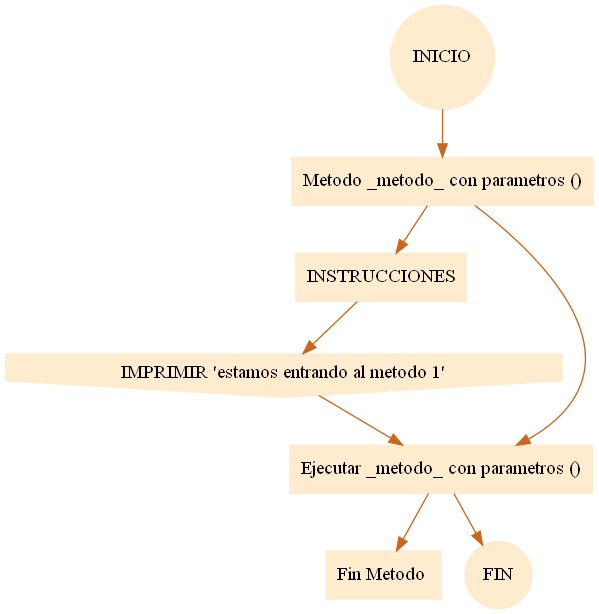 INICIO
Metodo _metodo_ con parametros ()
INSTRUCCIONES
IMPRIMIR 'estamos entrando al metodo 1'
Ejecutar _metodo_ con parametros ()
Fin Metodo
FIN